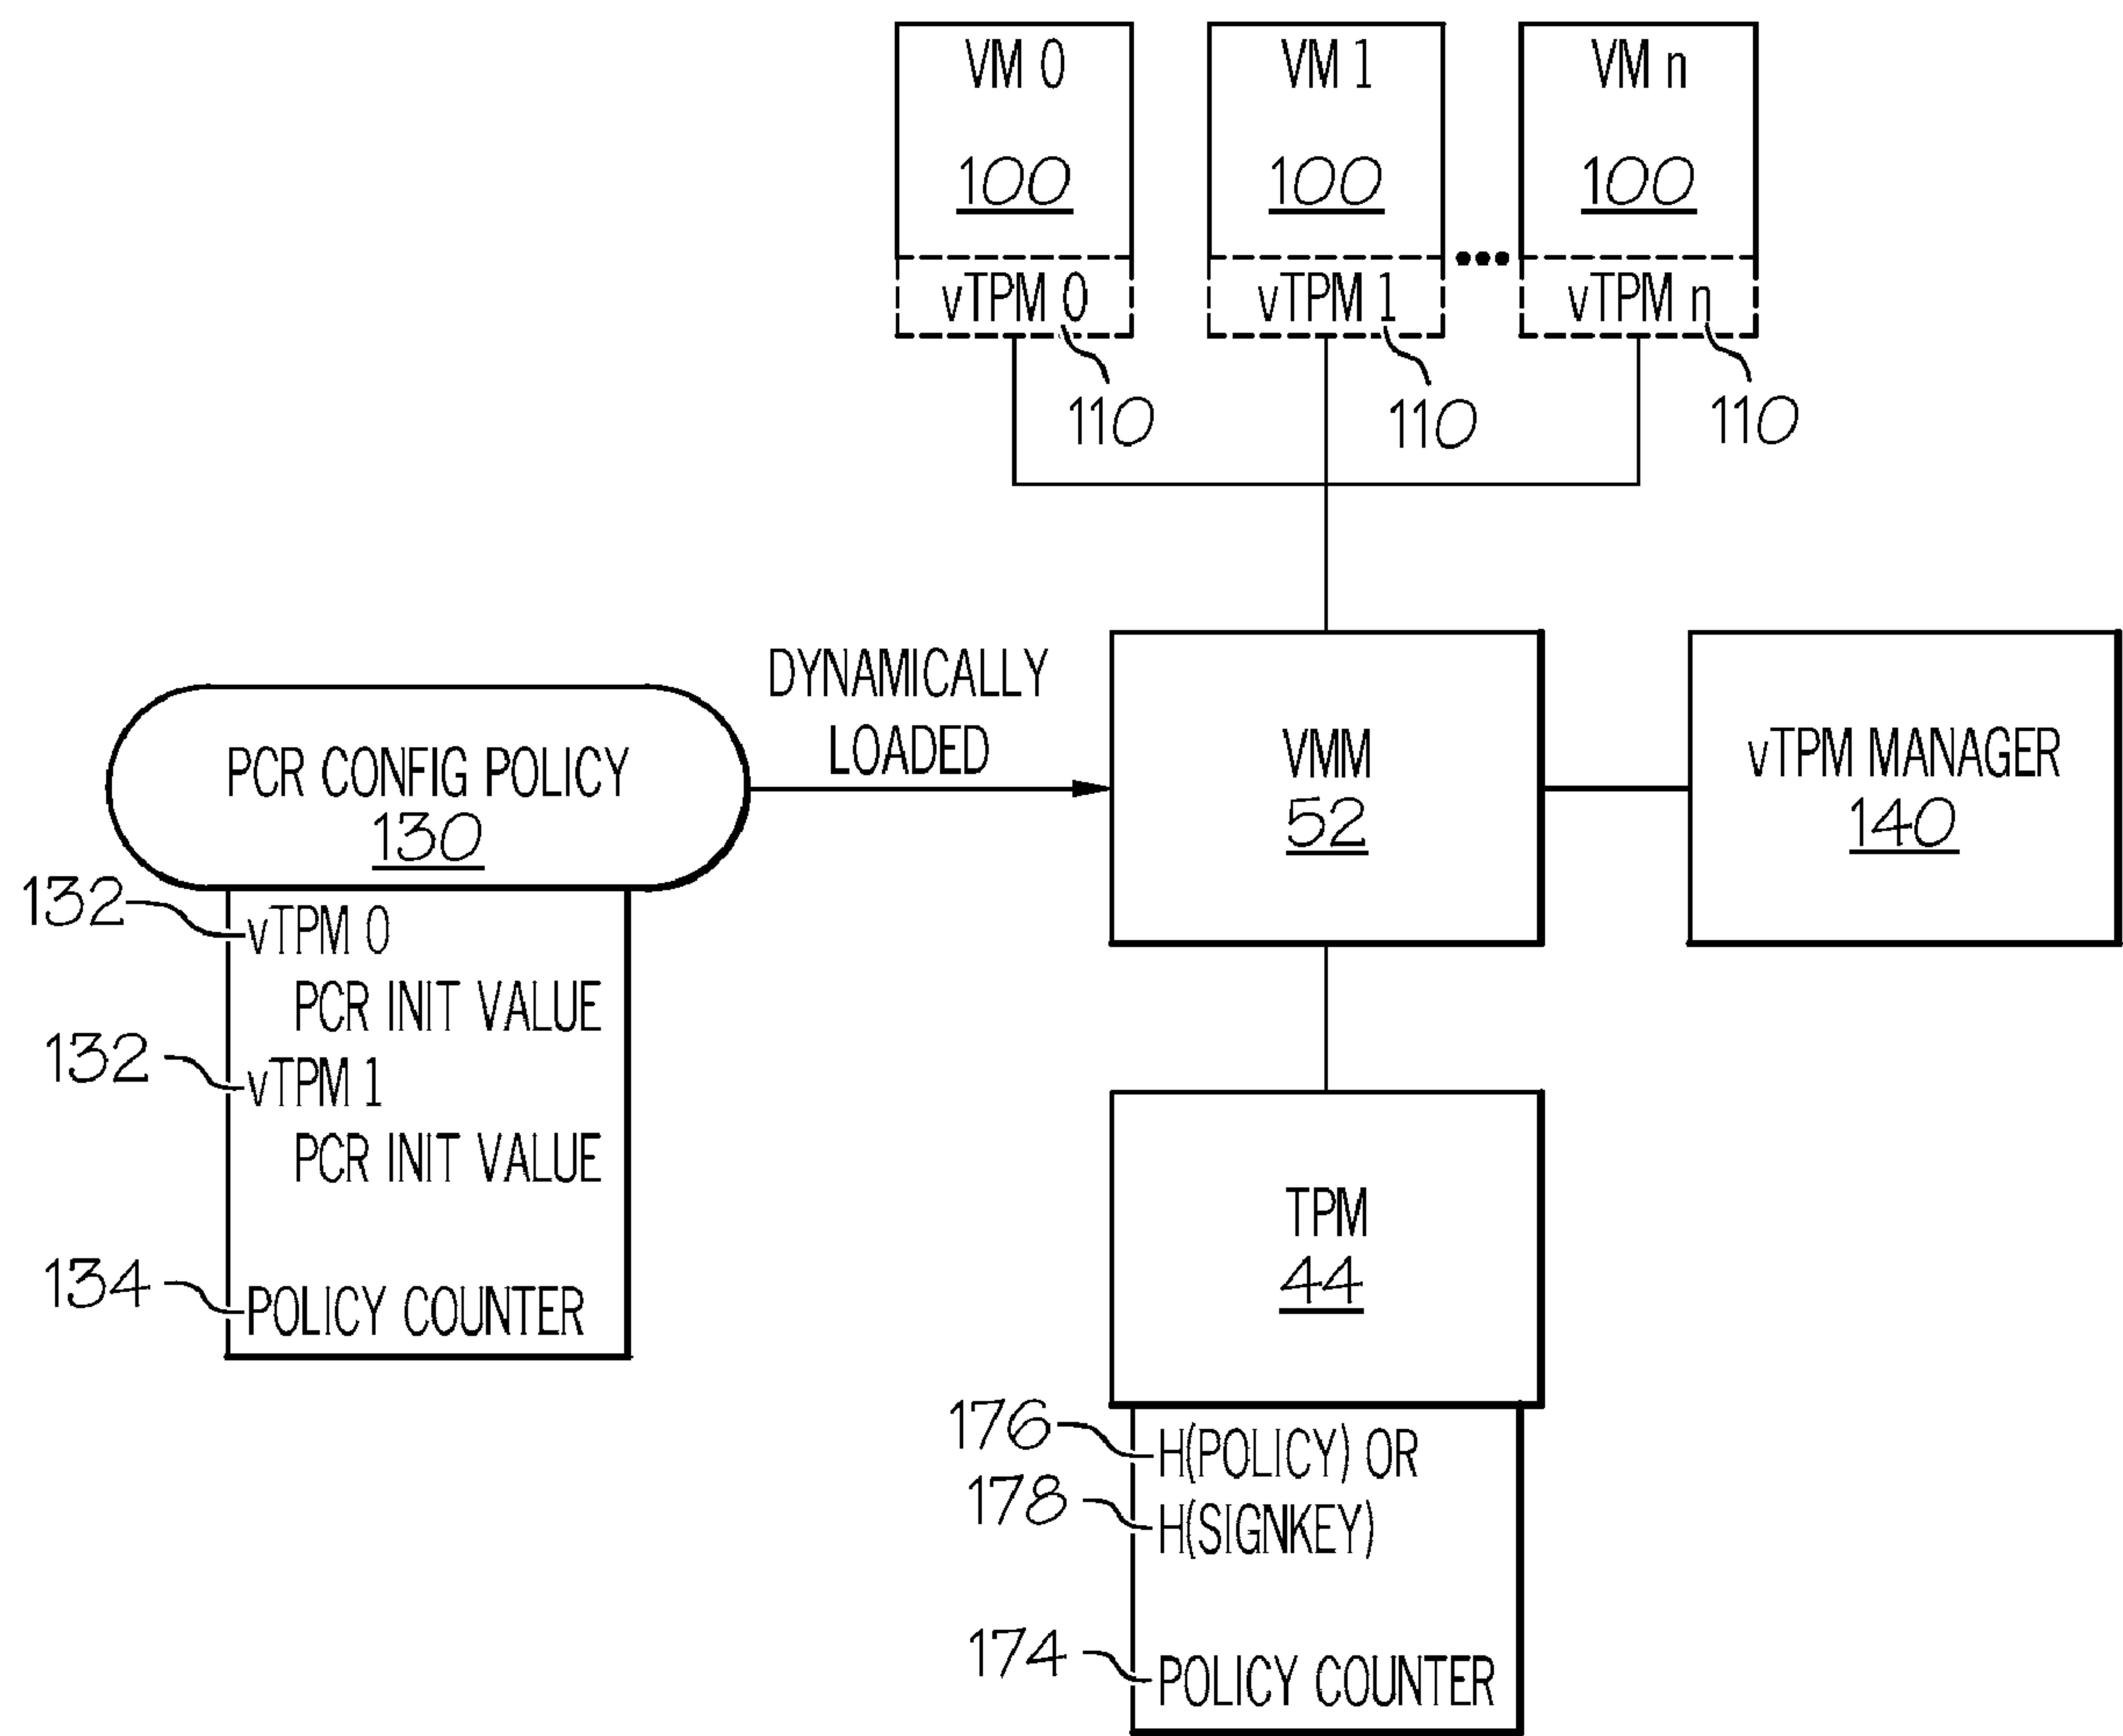 VM 0
100
vTPM 0
110
VM 1
100
vTPM 1
110
VM n
100
vTPM n
110
PCR CONFIG POLICY
130
132
vTPM 0
PCR INIT VALUE
132
vTPM 1
PCR INIT VALUE
134
POLICY COUNTER
DYNAMICALLY
LOADED
VMM
52
vTPM MANAGER
140
TPM
44
176
H(POLICY) OR
178
H(SIGNKEY)
174
POLICY COUNTER